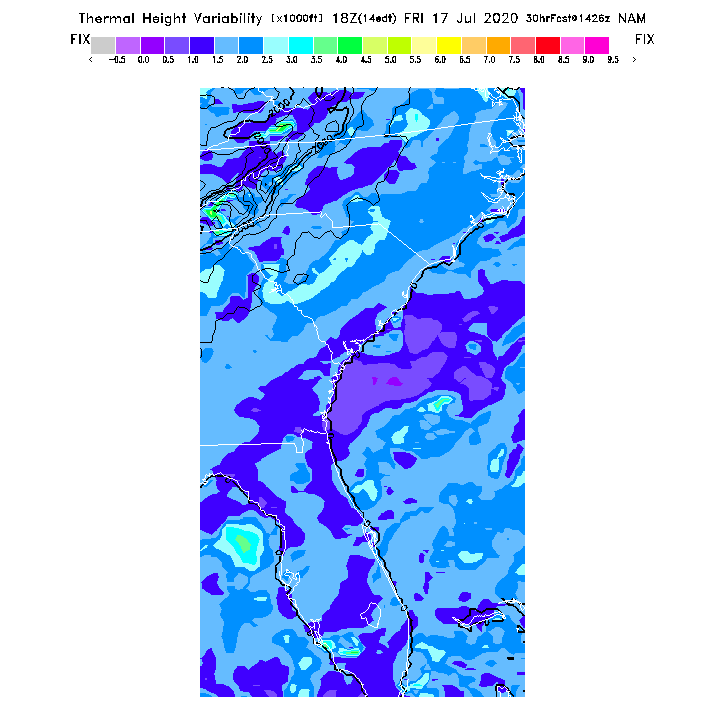 Thermal Height Variability [x1000ft] 18Z(14edt) FRI 17 Jul 2020 30hrFcst@1426z NAM
FIX FIX
< -0.5 0.0 0.5 1.0 1.5 2.0 2.5 3.0 3.5 4.0 4.5 5.0 5.5 6.0 6.5 7.0 7.5 8.0 8.5 9.0 9.5 >